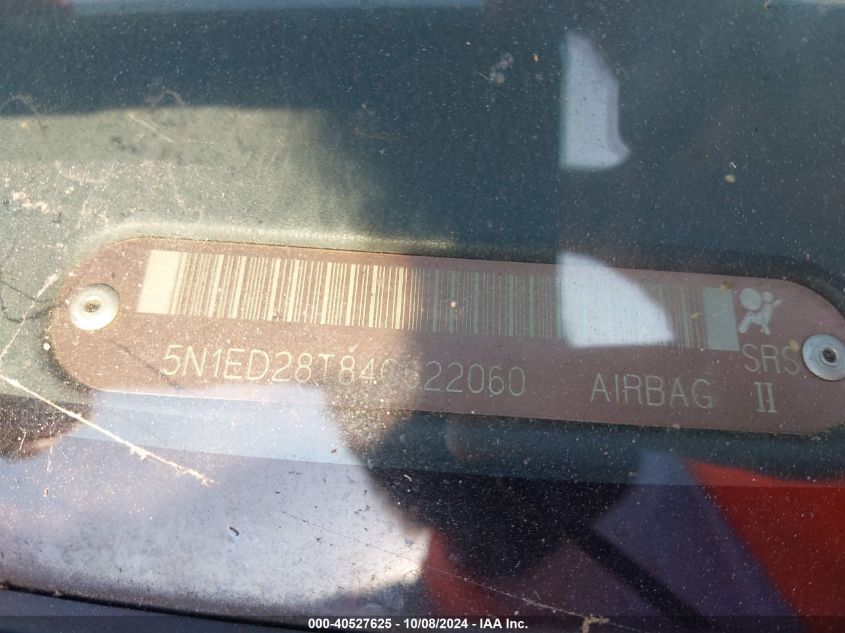 5N1ED28T84C622060
SRS
AIRBAG II
000-40527625 - 10/08/2024 - IAA Inc.